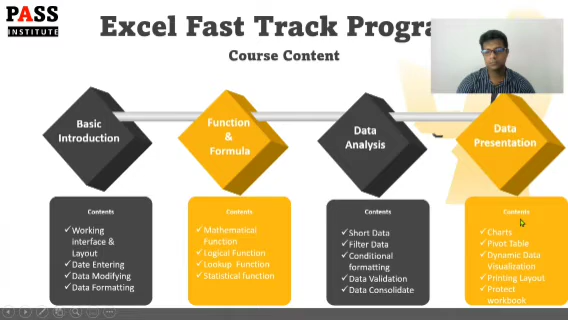 PASS
INSTITUTE
Excel Fast Track Progra
Course Content
Basic
Introduction
Function
&
Formula
Data
Analysis
Data
Presentation
Contents
✓Working
interface &
Layout
✓Date Entering
✓Data Modifying
✓Data Formatting
Contents
✓Mathematical
Function
✓Logical Function
✓Lookup Function
✓Statistical function
Contents
✓Short Data
✓Filter Data
✓Conditional
formatting
✓Data Validation
✓Data Consolidate
Contents
✓Charts
✓Pivot Table
✓Dynamic Data
Visualization
✓Printing Layout
✓Protect
workbook